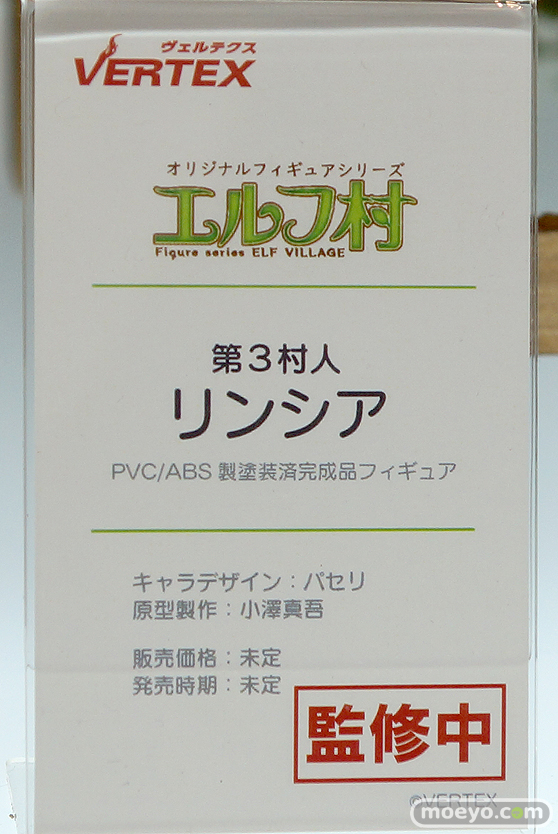 ヴェルテクス
VERTEX
オリジナルフィギュアシリーズ
エルフ村
Figure series ELF VILLAGE
第3村人
リンシア
PVC/ABS 製塗装済完成品フィギュア
キャラデザイン：パセリ
原型製作：小澤真吾
販売価格：未定
発売時期：未定
監修中
©VERTEX
moeyo.com